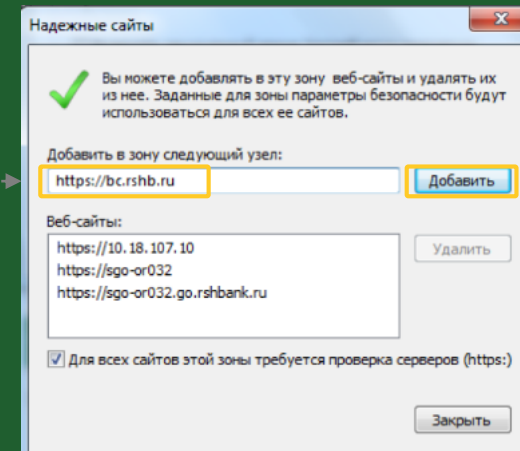 Надежные сайты
Вы можете добавлять в эту зону веб-сайты и удалять их
из нее. Заданные для зоны параметры безопасности будут
использоваться для всех ее сайтов.
Добавить в зону следующий узел:
https://bc.rshb.ru
Добавить
Веб-сайты:
https://10.18.107.10
Удалить
https://sgo-or032
https://sgo-or032.go.rshbank.ru
Для всех сайтов этой зоны требуется проверка серверов (https:)
Закрыть